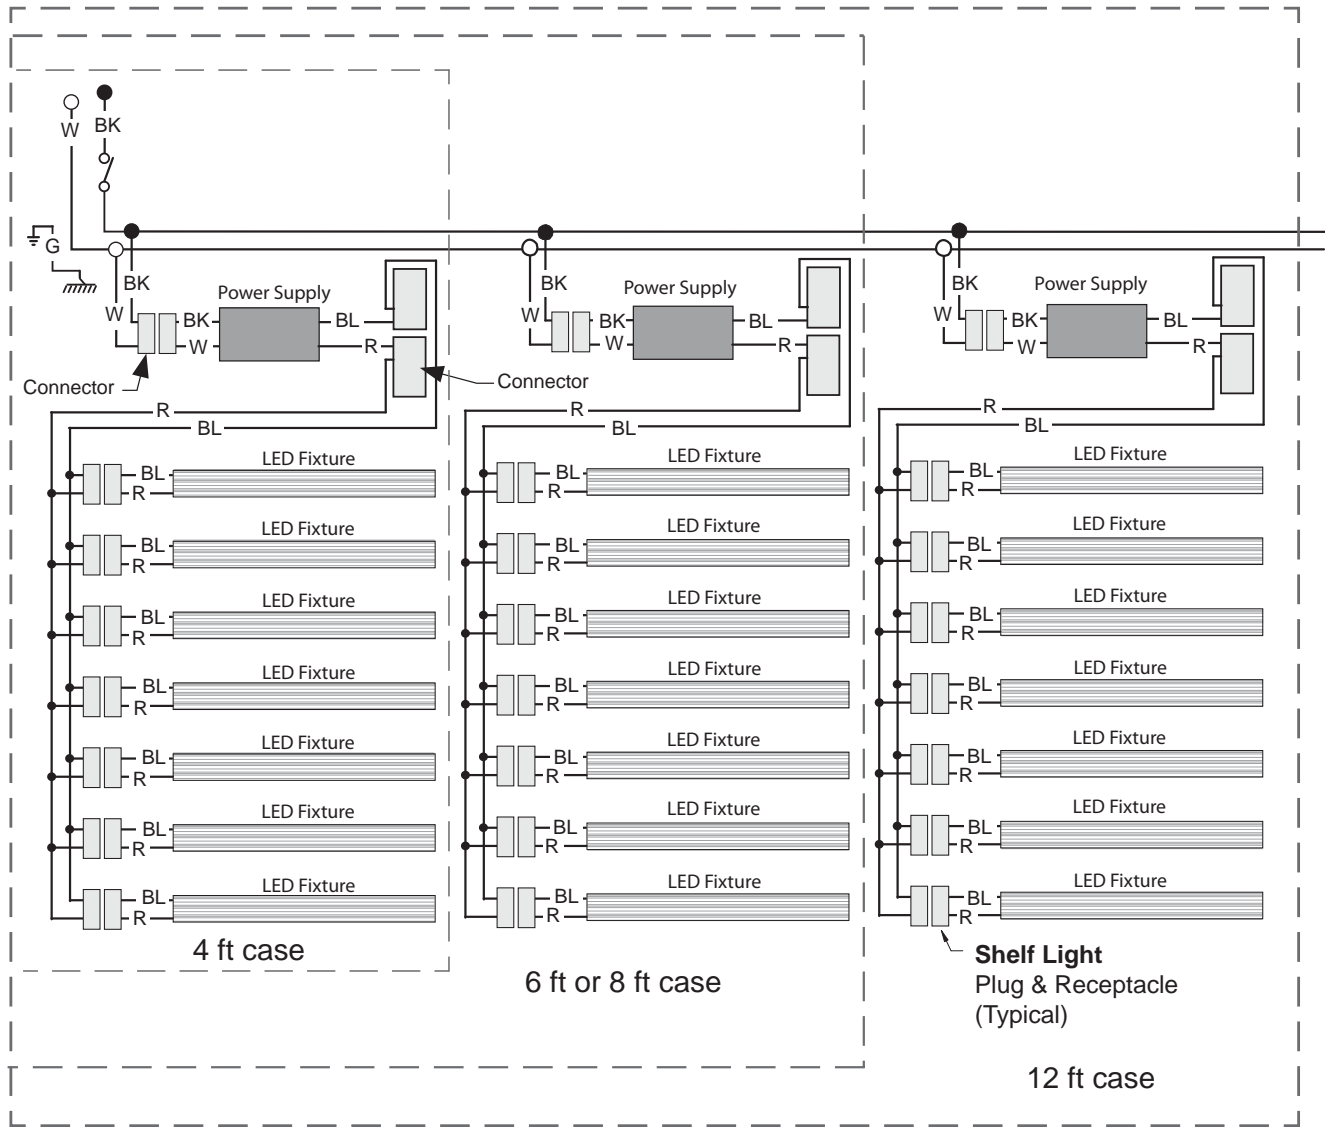 W
BK
G
BK
W
Power Supply
BK
W
BL
R
Connector
Connector
R
BL
LED Fixture
BL
R
LED Fixture
BL
R
LED Fixture
BL
R
LED Fixture
BL
R
LED Fixture
BL
R
LED Fixture
BL
R
LED Fixture
BL
R
4 ft case
BK
W
Power Supply
BK
W
BL
R
R
BL
LED Fixture
BL
R
LED Fixture
BL
R
LED Fixture
BL
R
LED Fixture
BL
R
LED Fixture
BL
R
LED Fixture
BL
R
LED Fixture
BL
R
6 ft or 8 ft case
BK
W
Power Supply
BK
W
BL
R
R
BL
LED Fixture
BL
R
LED Fixture
BL
R
LED Fixture
BL
R
LED Fixture
BL
R
LED Fixture
BL
R
LED Fixture
BL
R
LED Fixture
BL
R
Shelf Light
Plug & Receptacle
(Typical)
12 ft case